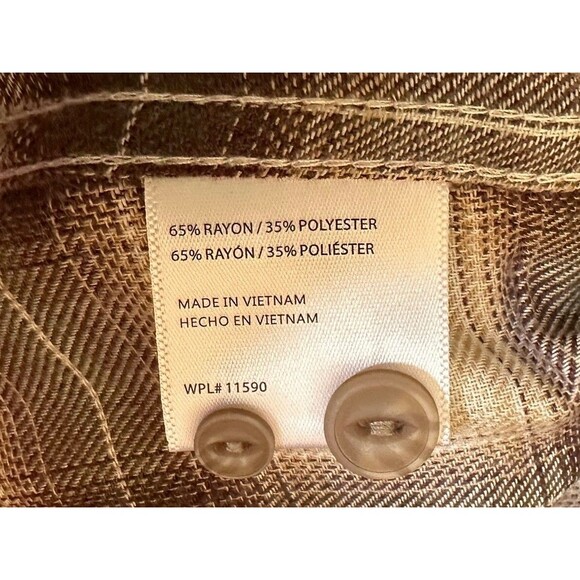 65% RAYON / 35% POLYESTER
65% RAYÓN / 35% POLIÉSTER
MADE IN VIETNAM
HECHO EN VIETNAM
WPL# 11590